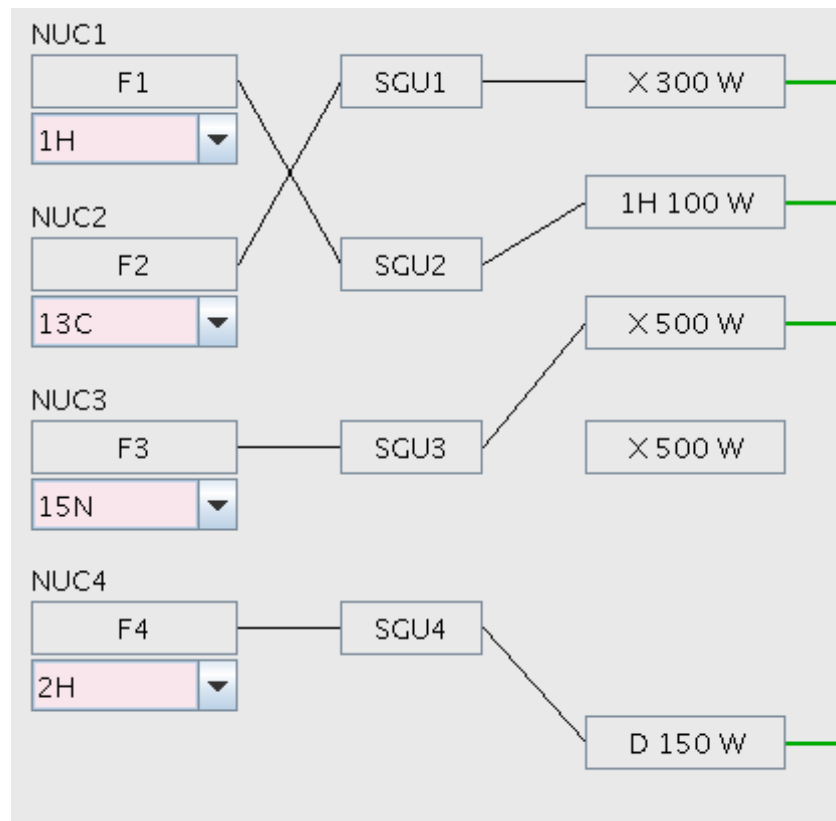 NUC1
F1 SGU1 X 300 W
1H
1H 100 W
NUC2
F2 SGU2
13C X 500 W
NUC3
F3 SGU3 X 500 W
15N
NUC4
F4 SGU4
2H
D 150 W